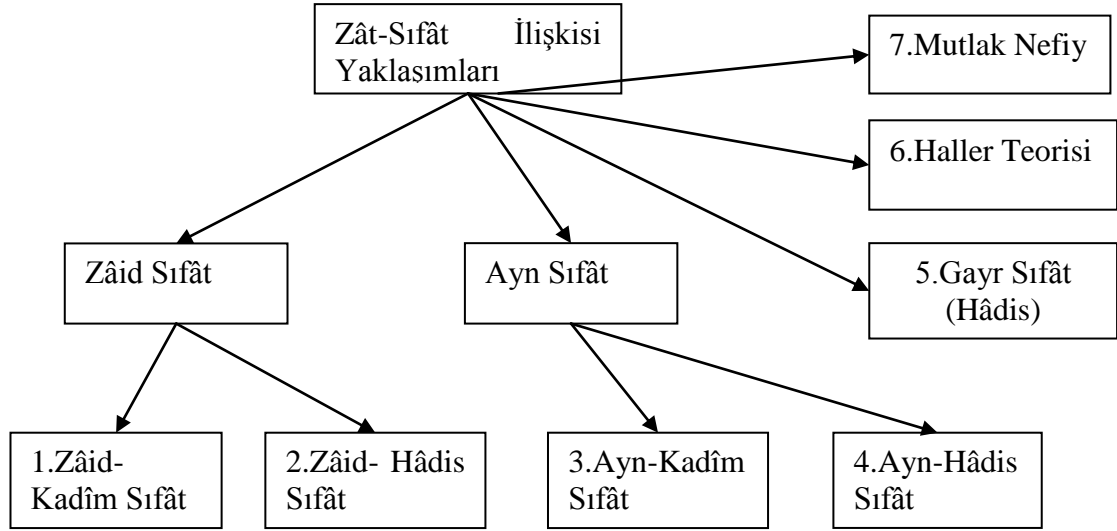 Zât-Sıfât İlişkisi
Yaklasımları
7.Mutlak Nefiy
6.Haller Teorisi
Zâid Sıfât
Ayn Sıfât
5.Gayr Sıfât
(Hâdis)
1.Zâid-
Kadîm Sıfât
2.Zâid- Hâdis
Sıfât
3.Ayn-Kadîm
Sıfât
4.Ayn-Hâdis
Sıfât